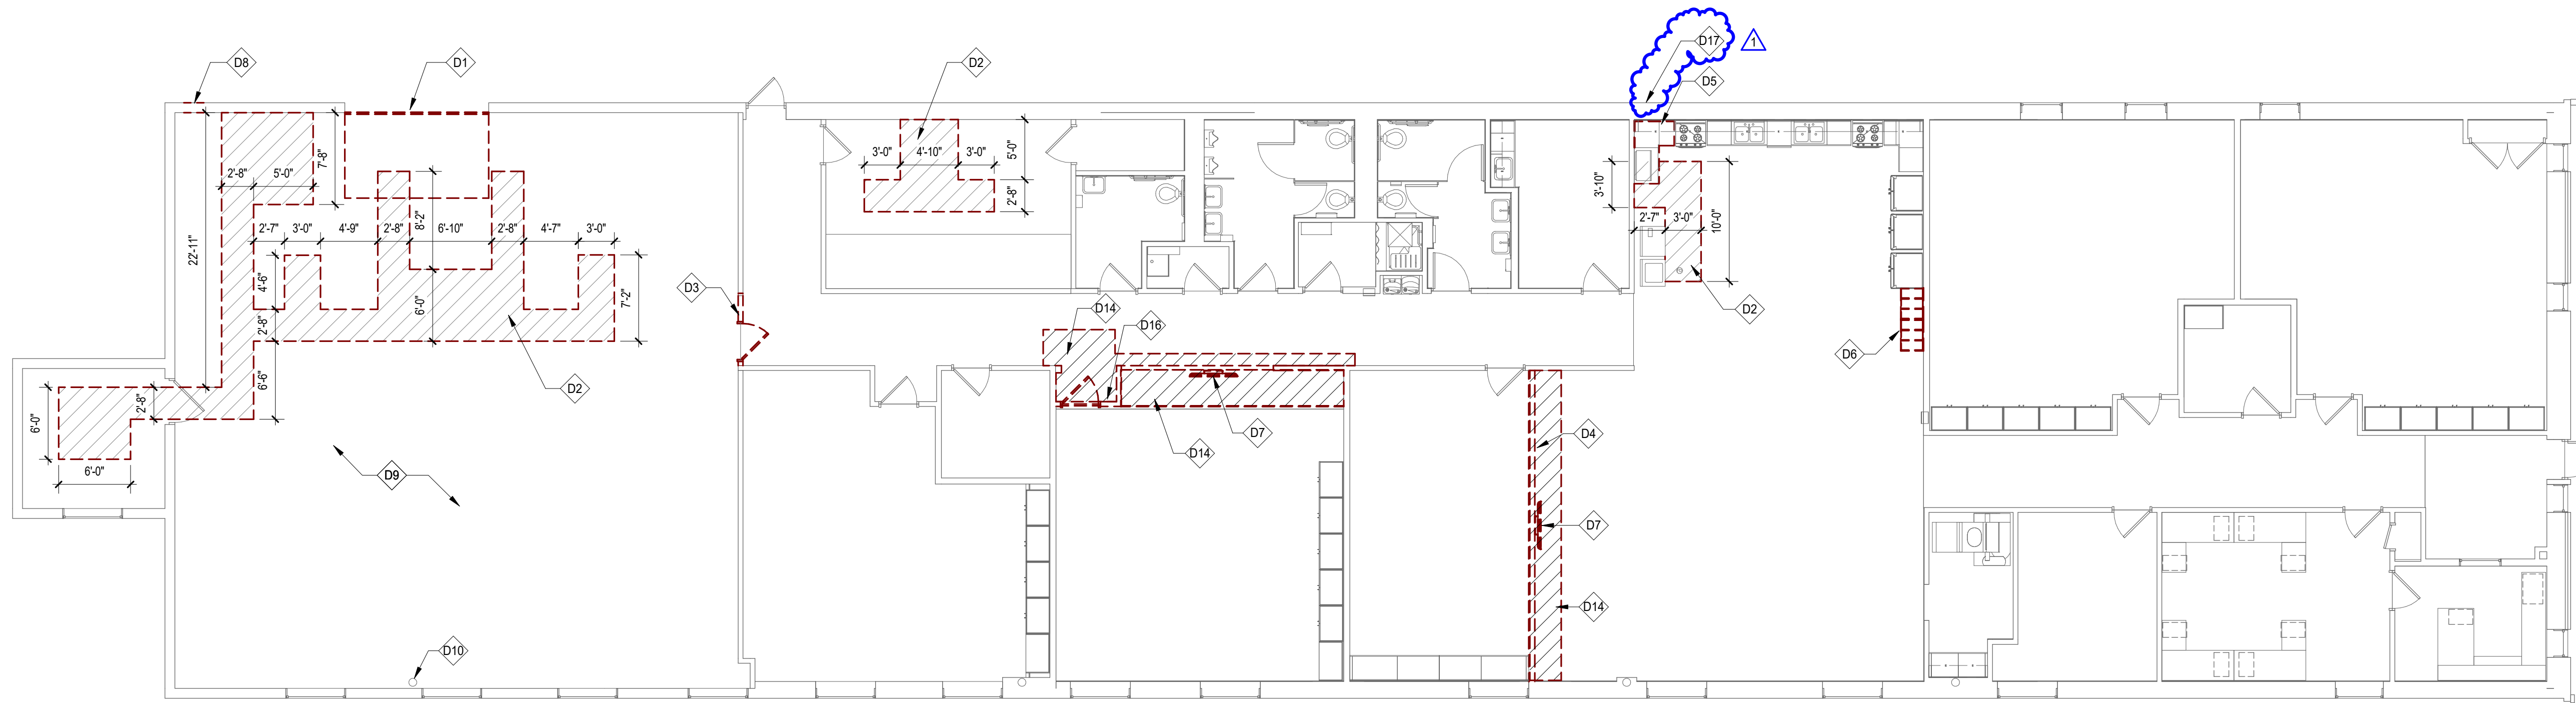 D8
D1
D2
D17
1
D5
7'-8"
2'-8"
5'-0"
3'-0"
4'-10"
3'-0"
5'-0"
2'-8"
3'-10"
2'-7"
3'-0"
10'-0"
22'-11"
2'-7"
3'-0"
4'-9"
2'-8"
8'-2"
6'-10"
2'-8"
4'-7"
3'-0"
4'-6"
6'-0"
7'-2"
2'-8"
D3
D14
D16
D2
D6
6'-6"
D2
6'-0"
2'-8"
6'-0"
D7
D14
D4
D9
D7
D14
D10